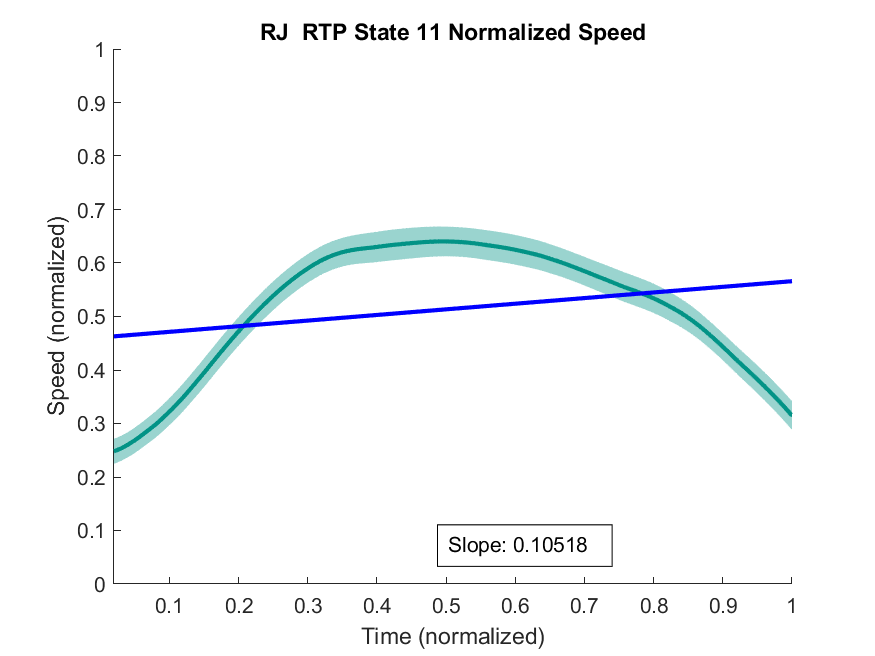 RJ  RTP State 11 Normalized Speed
1
0.9
0.8
0.7
0.6
0.5
0.4
0.3
0.2
0.1
0
Speed (normalized)
Slope: 0.10518
0.1 0.2 0.3 0.4 0.5 0.6 0.7 0.8 0.9 1
Time (normalized)